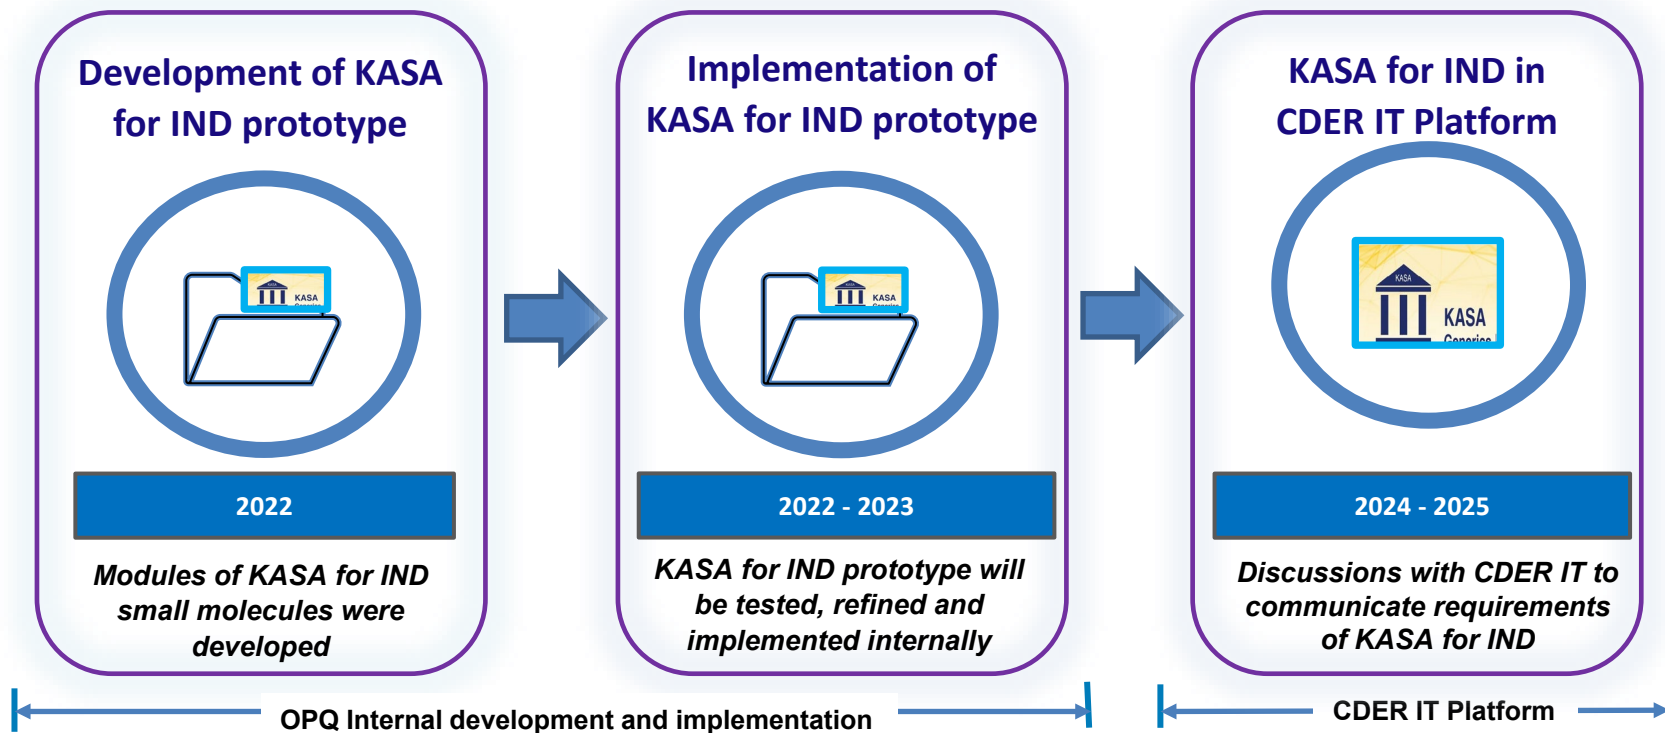 Development of KASA
for IND prototype
KASA
KASA
2022
Modules of KASA for IND
small molecules were
developed
Implementation of
KASA for IND prototype
KASA
KASA
2022 - 2023
KASA for IND prototype will
be tested, refined and
implemented internally
KASA for IND in
CDER IT Platform
KASA
KASA
Generics
2024 - 2025
Discussions with CDER IT to
communicate requirements
of KASA for IND
OPQ Internal development and implementation
CDER IT Platform